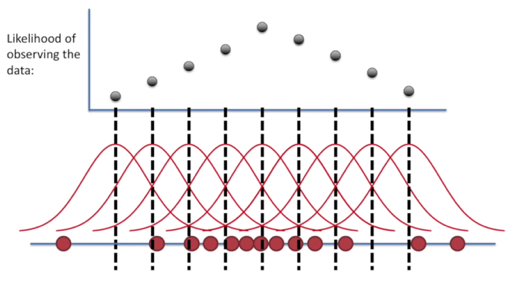 Likelihood of
observing the
data: